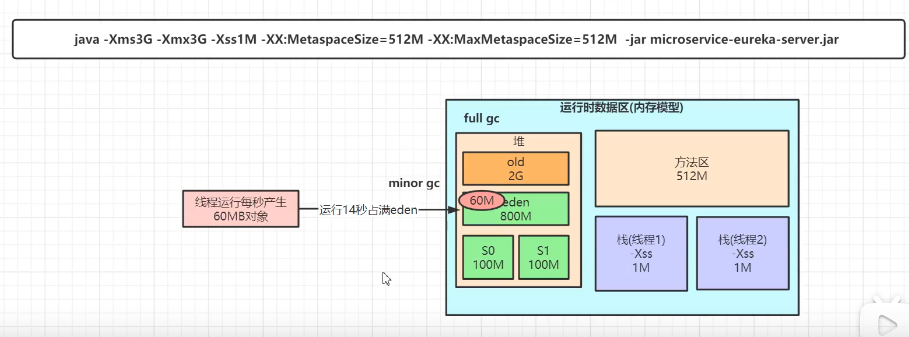 java -Xms3G -Xmx3G -Xss1M -XX:MetaspaceSize=512M -XX:MaxMetaspaceSize=512M -jar microservice-eureka-server.jar
运行时数据区(内存模型)
full gc
堆
old
2G
方法区
512M
minor gc
线程运行每秒产生
60MB对象
运行14秒占满eden
60M
eden
800M
S0
100M
S1
100M
栈(线程1)
-Xss
1M
栈(线程2)
-Xss
1M